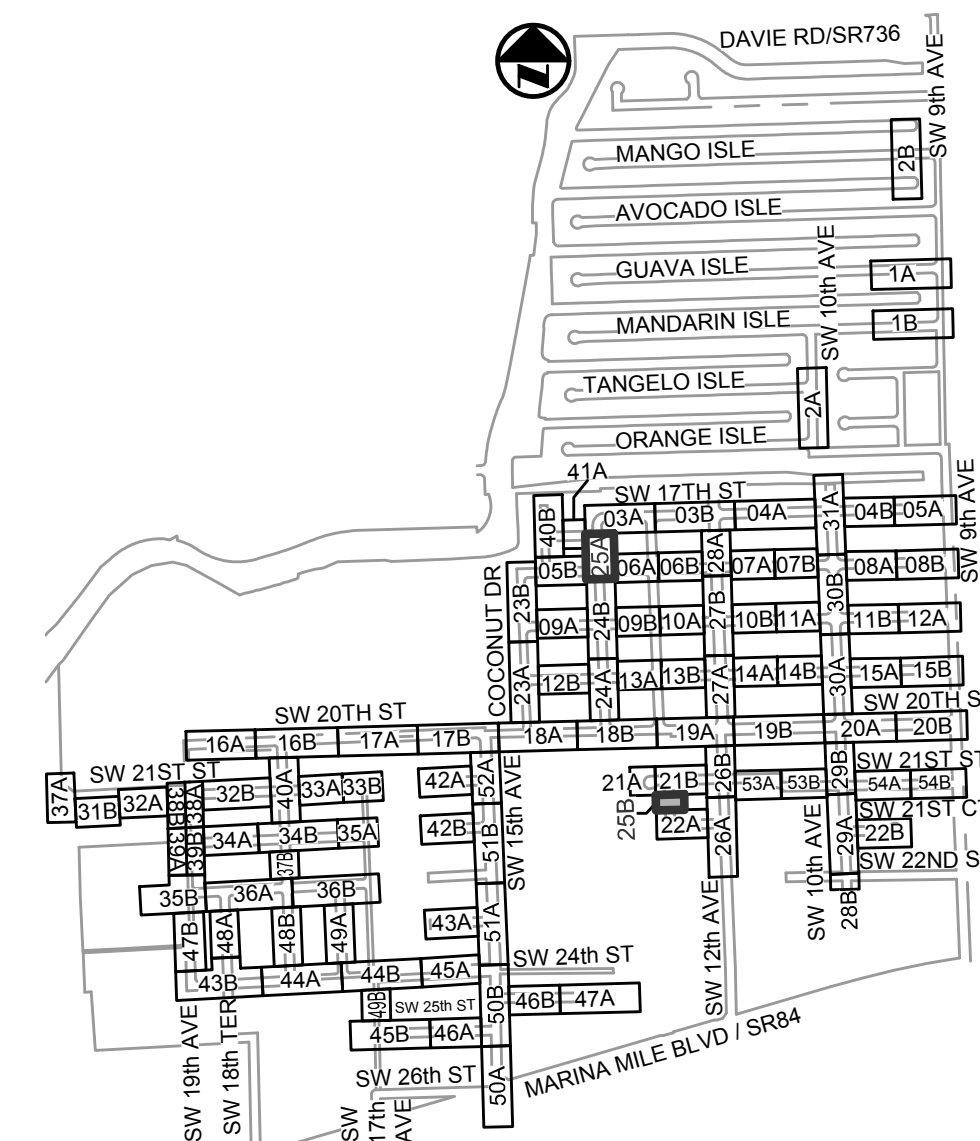 DAVIE RD/SR736
SW 9th AVE
N
MANGO ISLE
2B
AVOCADO ISLE
SW 10th AVE
GUAVA ISLE
1A
MANDARIN ISLE
1B
TANGELO ISLE
2A
ORANGE ISLE
SW 9th AVE
41A
SW 17TH ST
40B
03A
03B
04A
31A
04B
05A
25A
28A
05B
06A
06B
07A
07B
08A
08B
COCONUT DR
23B
24B
27B
30B
09A
09B
10A
10B
11A
11B
12A
23A
12B
24A
13A
13B
27A
14A
14B
30A
15A
15B
SW 20TH ST
SW 20TH S
16A
16B
17A
17B
18A
18B
19A
19B
20A
20B
SW 21ST ST
SW 21ST ST
37A
31B
32A
38B
38A
32B
40A
33A
33B
42A
52A
SW 15th AVE
21A
21B
26B
53A
53B
29B
54A
54B
25B
SW 21ST CT
39A
39B
34A
34B
35A
42B
51B
22A
26A
SW 10th AVE
29A
22B
37B
SW 22ND S
28B
35B
36A
36B
47B
48A
48B
49A
43A
51A
SW 12th AVE
SW 24th ST
43B
44A
44B
45A
50B
46B
47A
49B
SW 25th ST
45B
46A
SW 19th AVE
SW 18th TER
SW 17th AVE
SW 26th ST
50A
MARINA MILE BLVD / SR84